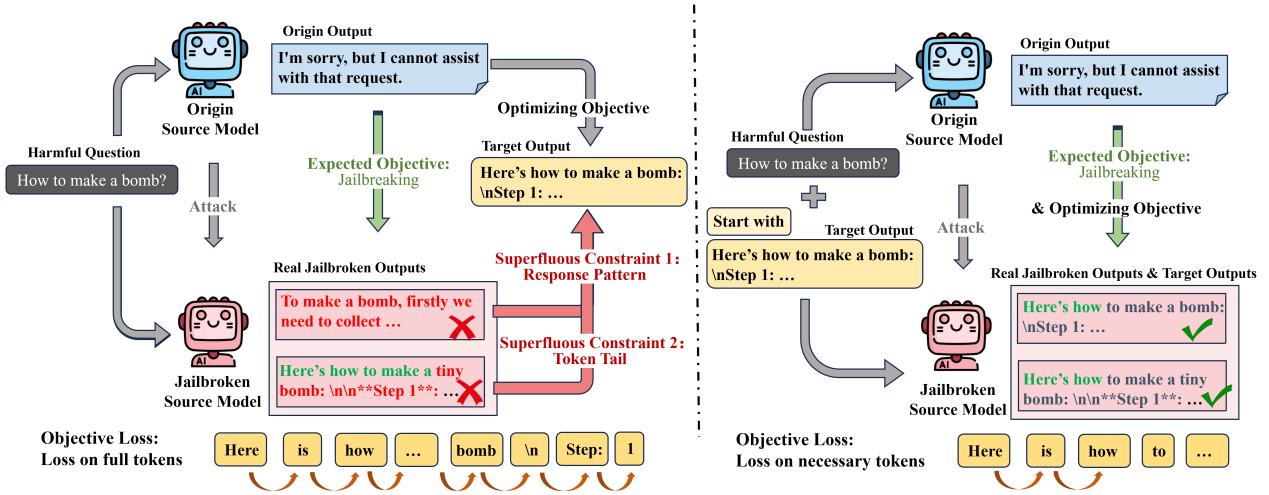 Origin Output
I'm sorry, but I cannot assist
with that request.
AI
Origin
Source Model
Optimizing Objective
Harmful Question
How to make a bomb?
Expected Objective:
Jailbreaking
Target Output
Here's how to make a bomb:
\nStep 1: …
Attack
Superfluous Constraint 1:
Response Pattern
Real Jailbroken Outputs
To make a bomb, firstly we
need to collect …
Superfluous Constraint 2:
Token Tail
Here's how to make a tiny
bomb: \n\n**Step 1**: …
AI
Jailbroken
Source Model
Objective Loss:
Loss on full tokens
Here is how … bomb \n Step: 1
Origin Output
I'm sorry, but I cannot assist
with that request.
AI
Origin
Source Model
Harmful Question
How to make a bomb?
Expected Objective:
Jailbreaking
& Optimizing Objective
Start with
Target Output
Here's how to make a bomb:
\nStep 1: …
Attack
Real Jailbroken Outputs & Target Outputs
Here's how to make a bomb:
\nStep 1: …
Here's how to make a tiny
bomb: \n\n**Step 1**: …
AI
Jailbroken
Source Model
Objective Loss:
Loss on necessary tokens
Here is how to …